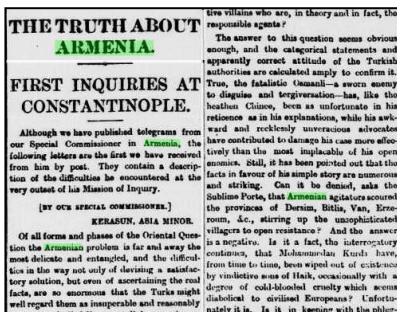 THE TRUTH ABOUT
ARMENIA.
FIRST INQUIRIES AT
CONSTANTINOPLE.
Although we have published telegrams from
our Special Commissioner in Armenia, the
following letters are the first we have received
from him by post. They contain a descrip-
tion of the difficulties he encountered at the
very outset of his Mission of Inqury.
[BY OUR SPECIAL COMMISSIONER.]
KERASUN, ASIA MINOR.
Of all forms and phases of the Oriental Ques-
tion the Armenian problem is far and away the
most delicate and entangled, and the difficul-
ties in the way not only of devising a satisfac-
tory solution, but even of ascertaining the real
facts, are so enormous that the Turks might
well regard them as insuperable and reasonably
tive villains who are, in theory and in fact, the
responsible agents?
The answer to this question seems obvious
enough, and the categorical statements and
apparently correct attitude of the Turkish
authorities are calculated amply to confirm it.
True, the fatalistic Osmanli—a sworn enemy
to disguise and tergiversation—has, like the
heathen Chinee, been as unfortunate in his
reticence as in his explanations, while his awk-
ward and recklessly unveracious advocates
have contributed to damage his case more effec-
tively than the most implacable of his open
enemies. Still, it has been pointed out that the
facts in favour of his simple story are numerous
and striking. Can it be denied, asks the
Sublime Porte, that Armenian agitators scoured
the provinces of Dersim, Bitlis, Van, Erze-
roum, &c., stirring up the unsophisticated
villagers to open resistance? And the answer
is a negative. Is it a fact, the interrogatory
continues, that Mohammedan Kurds have,
from time to time, been wiped out of existence
by vindictive sons of Haik, occasionally with a
degree of cold-blooded cruelty which seems
diabolical to civilised Europeans? Unfortu-
nately it is. Is it in keeping with the phleg-